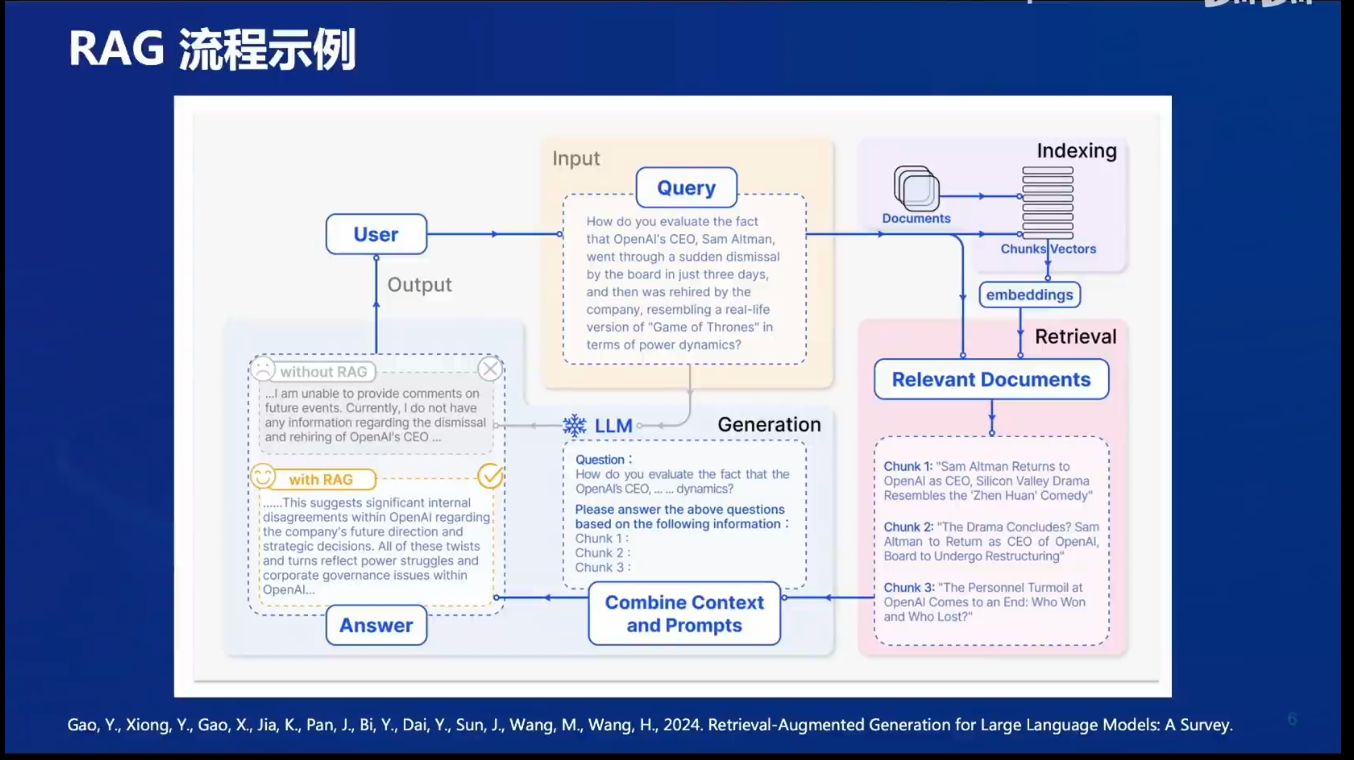 RAG 流程示例
Input
Query
How do you evaluate the fact
that OpenAI's CEO, Sam Altman,
went through a sudden dismissal
by the board in just three days,
and then was rehired by the
company, resembling a real-life
version of "Game of Thrones" in
terms of power dynamics?
Indexing
Documents
Chunks Vectors
embeddings
User
Output
Retrieval
Relevant Documents
Chunk 1: "Sam Altman Returns to
OpenAI as CEO, Silicon Valley Drama
Resembles the 'Zhen Huan' Comedy"
Chunk 2: "The Drama Concludes? Sam
Altman to Return as CEO of OpenAI,
Board to Undergo Restructuring"
Chunk 3: "The Personnel Turmoil at
OpenAI Comes to an End: Who Won
and Who Lost?"
LLM
Generation
Question :
How do you evaluate the fact that the
OpenAI's CEO, ... ... dynamics?
Please answer the above questions
based on the following information :
Chunk 1 :
Chunk 2 :
Chunk 3 :
Combine Context
and Prompts
without RAG
...I am unable to provide comments on
future events. Currently, I do not have
any information regarding the dismissal
and rehiring of OpenAI's CEO ...
with RAG
......This suggests significant internal
disagreements within OpenAI regarding
the company's future direction and
strategic decisions. All of these twists
and turns reflect power struggles and
corporate governance issues within
OpenAI...
Answer
Gao, Y., Xiong, Y., Gao, X., Jia, K., Pan, J., Bi, Y., Dai, Y., Sun, J., Wang, M., Wang, H., 2024. Retrieval-Augmented Generation for Large Language Models: A Survey.
6